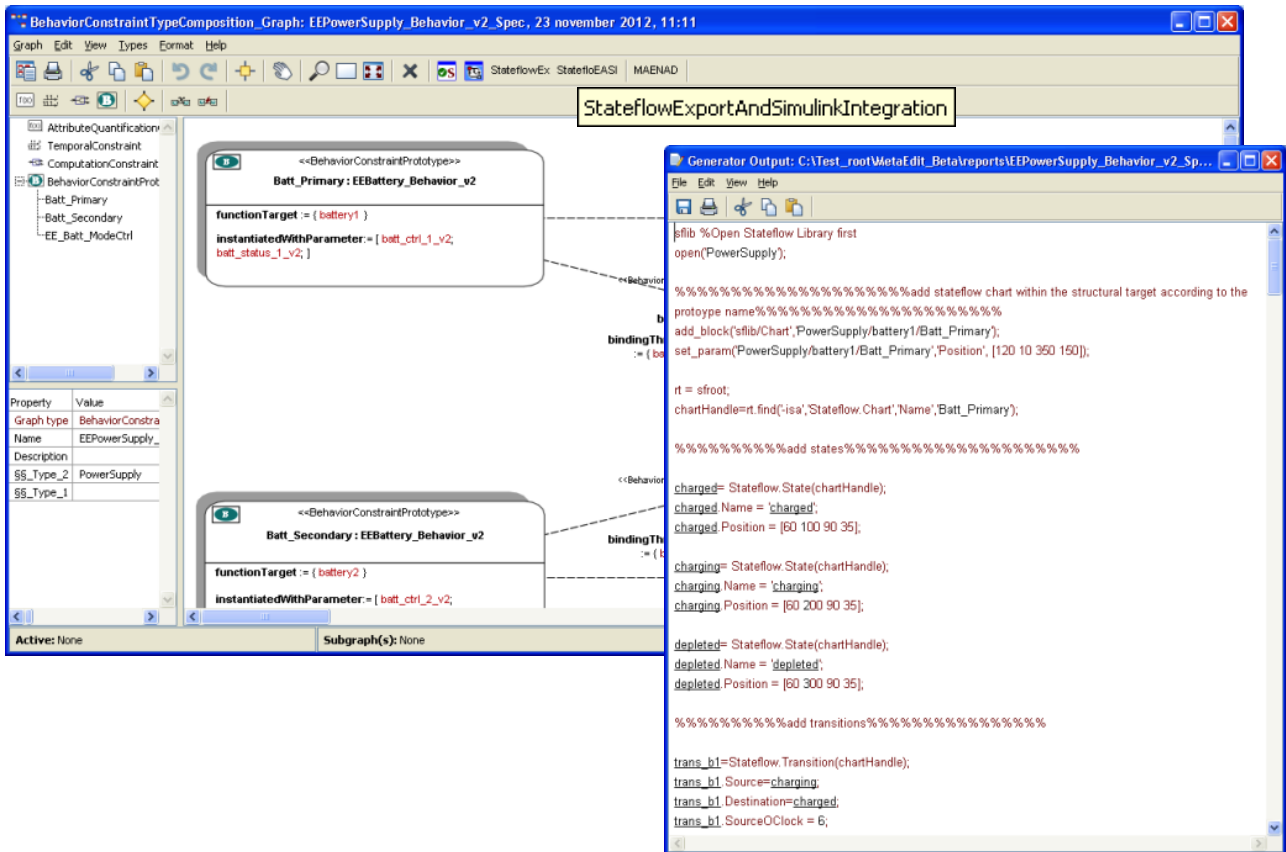 BehaviorConstraintTypeComposition_Graph: EEPowerSupply_Behavior_v2_Spec, 23 november 2012, 11:11
Graph Edit View Types Format Help
StateflowEx StatefloEASI MAENAD
StateflowExportAndSimulinkIntegration
AttributeQuantification
TemporalConstraint
ComputationConstraint
BehaviorConstraintProt
Batt_Primary
Batt_Secondary
EE_Batt_ModeCtrl
Property Value
Graph type BehaviorConstra
Name EEPowerSupply_
Description
§§_Type_2 PowerSupply
§§_Type_1
<<BehaviorConstraintPrototype>>
Batt_Primary : EEBattery_Behavior_v2
functionTarget := { battery1 }
instantiatedWithParameter:= [ batt_ctrl_1_v2;
batt_status_1_v2; ]
<<Behavior
b
bindingTh
:= { ba
<<Behavior
bindingTh
:= { b
<<BehaviorConstraintPrototype>>
Batt_Secondary : EEBattery_Behavior_v2
functionTarget := { battery2 }
instantiatedWithParameter:= [ batt_ctrl_2_v2;
Active: None Subgraph(s): None
Generator Output: C:\Test_root\MetaEdit_Beta\reports\EEPowerSupply_Behavior_v2_Sp...
File Edit View Help
sflib %Open Stateflow Library first
open('PowerSupply');
%%%%%%%%%%%%%%%%%%%%%add stateflow chart within the structural target according to the
protoype name%%%%%%%%%%%%%%%%%%%%%%
add_block('sflib/Chart','PowerSupply/battery1/Batt_Primary');
set_param('PowerSupply/battery1/Batt_Primary','Position', [120 10 350 150]);
rt = sfroot;
chartHandle=rt.find('-isa','Stateflow.Chart','Name','Batt_Primary');
%%%%%%%%%%add states%%%%%%%%%%%%%%%%%%%%%
charged= Stateflow.State(chartHandle);
charged.Name = 'charged';
charged.Position = [60 100 90 35];
charging= Stateflow.State(chartHandle);
charging.Name = 'charging';
charging.Position = [60 200 90 35];
depleted= Stateflow.State(chartHandle);
depleted.Name = 'depleted';
depleted.Position = [60 300 90 35];
%%%%%%%%%%add transitions%%%%%%%%%%%%%%%%
trans_b1=Stateflow.Transition(chartHandle);
trans_b1.Source=charging;
trans_b1.Destination=charged;
trans_b1.SourceOClock = 6;